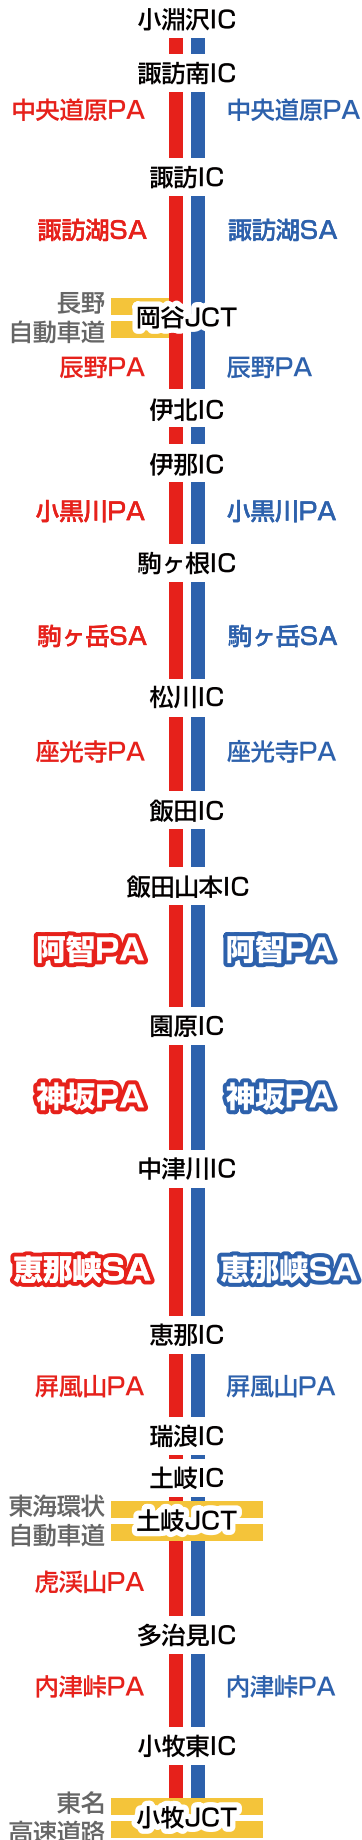 小淵沢IC
諏訪南IC
中央道原PA 中央道原PA
諏訪IC
諏訪湖SA 諏訪湖SA
長野
自動車道
岡谷JCT
辰野PA 辰野PA
伊北IC
伊那IC
小黒川PA 小黒川PA
駒ヶ根IC
駒ヶ岳SA 駒ヶ岳SA
松川IC
座光寺PA 座光寺PA
飯田IC
飯田山本IC
阿智PA 阿智PA
園原IC
神坂PA 神坂PA
中津川IC
恵那峡SA 恵那峡SA
恵那IC
屏風山PA 屏風山PA
瑞浪IC
土岐IC
東海環状
自動車道
土岐JCT
虎渓山PA
多治見IC
内津峠PA 内津峠PA
小牧東IC
東名
高速道路
小牧JCT